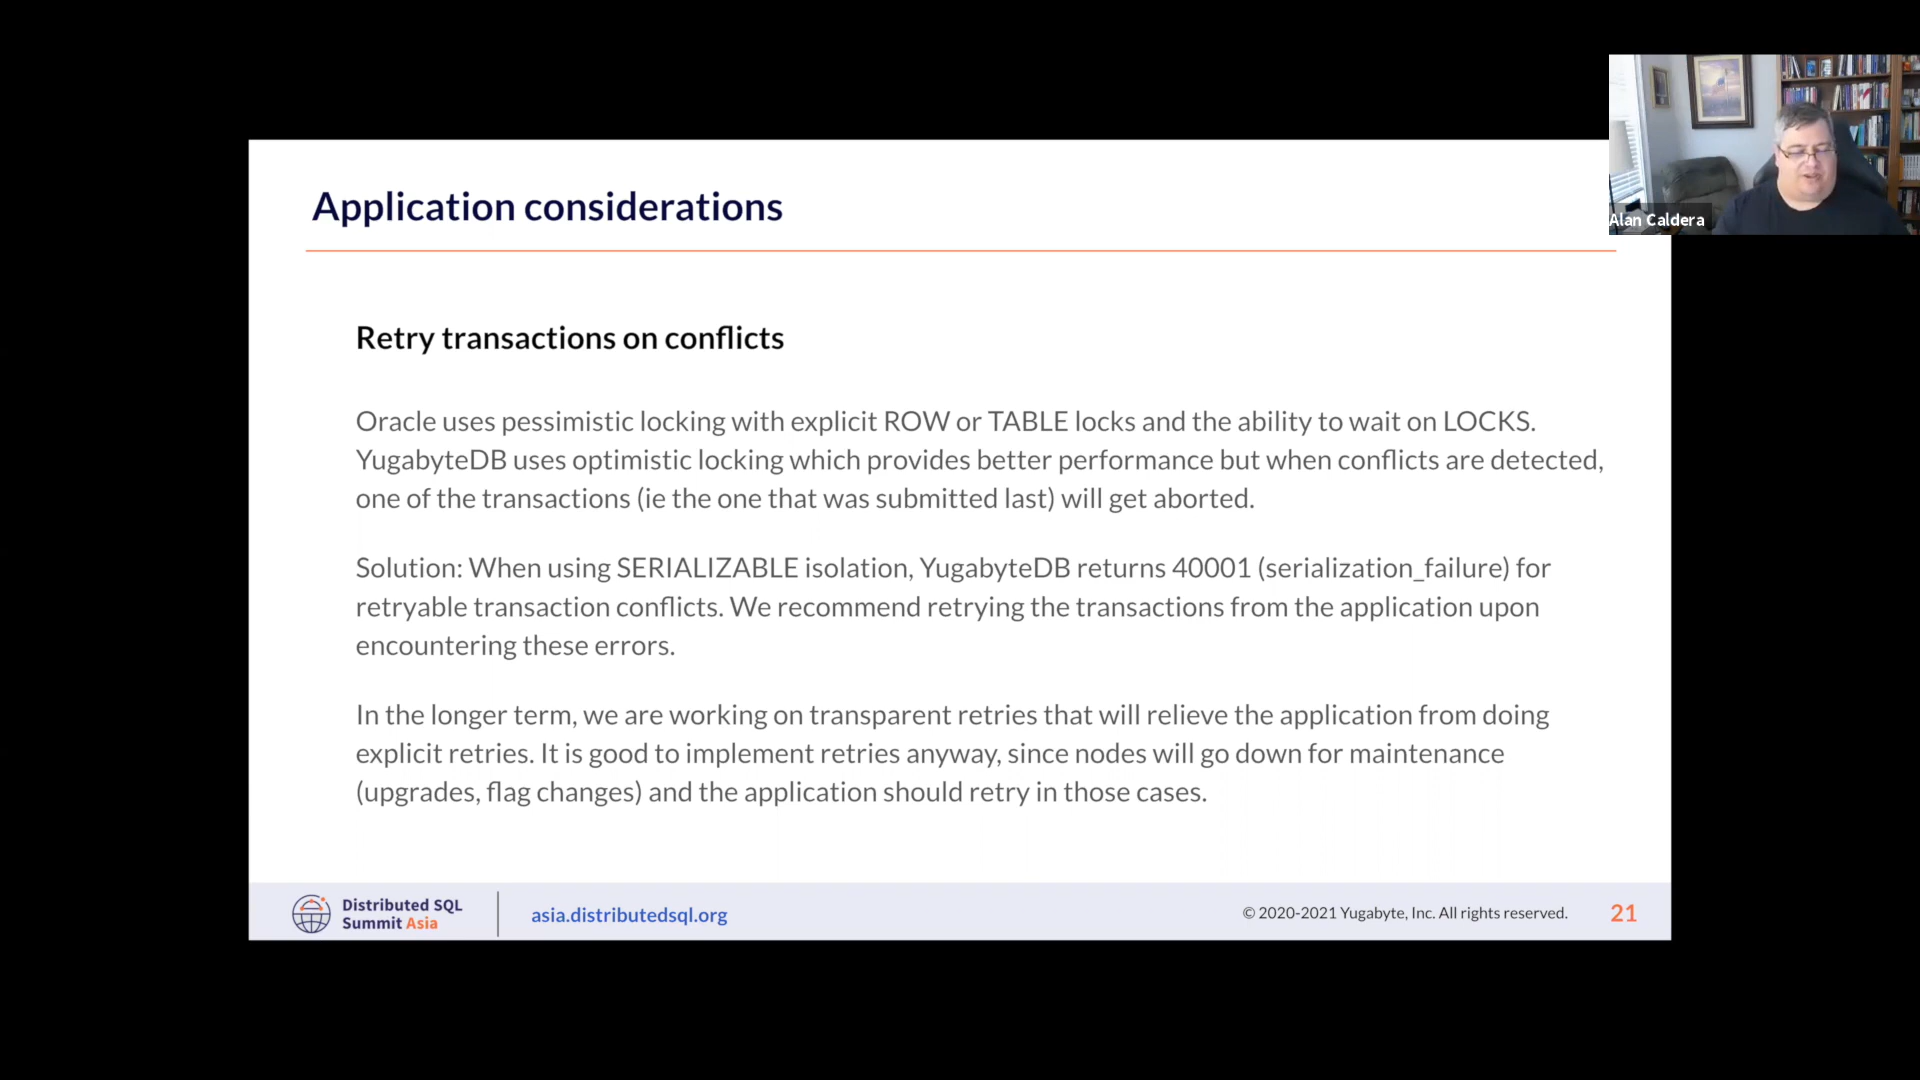 Application considerations
Alan Caldera
Retry transactions on conflicts
Oracle uses pessimistic locking with explicit ROW or TABLE locks and the ability to wait on LOCKS.
YugabyteDB uses optimistic locking which provides better performance but when conflicts are detected,
one of the transactions (ie the one that was submitted last) will get aborted.
Solution: When using SERIALIZABLE isolation, YugabyteDB returns 40001 (serialization_failure) for
retryable transaction conflicts. We recommend retrying the transactions from the application upon
encountering these errors.
In the longer term, we are working on transparent retries that will relieve the application from doing
explicit retries. It is good to implement retries anyway, since nodes will go down for maintenance
(upgrades, flag changes) and the application should retry in those cases.
Distributed SQL
Summit Asia
asia.distributedsql.org
© 2020-2021 Yugabyte, Inc. All rights reserved.
21